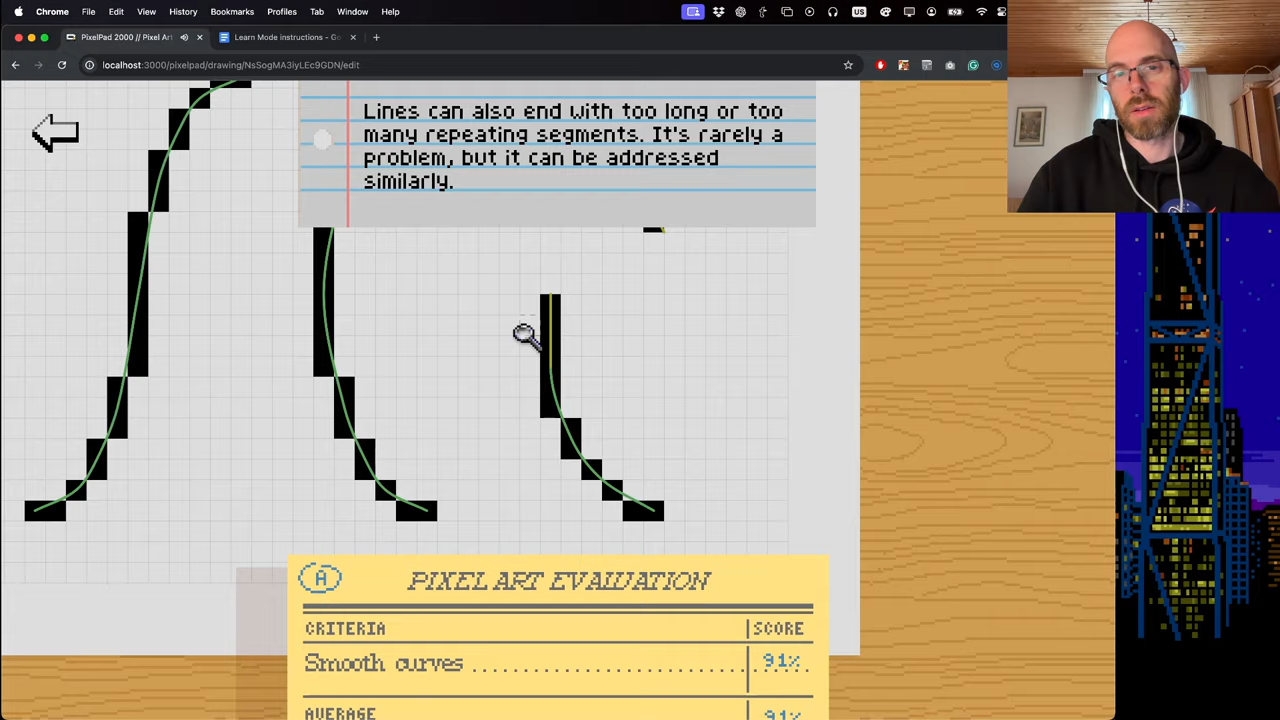 Chrome File Edit View History Bookmarks Profiles Tab Window Help
US
PixelPad 2000 // Pixel Art
Learn Mode instructions - Go
localhost:3000/pixelpad/drawing/NsSogMA3iyLEc9GDN/edit
Lines can also end with too long or too
many repeating segments. It's rarely a
problem, but it can be addressed
similarly.
A PIXEL ART EVALUATION
CRITERIA SCORE
Smooth curves 91%
AVERAGE 91%